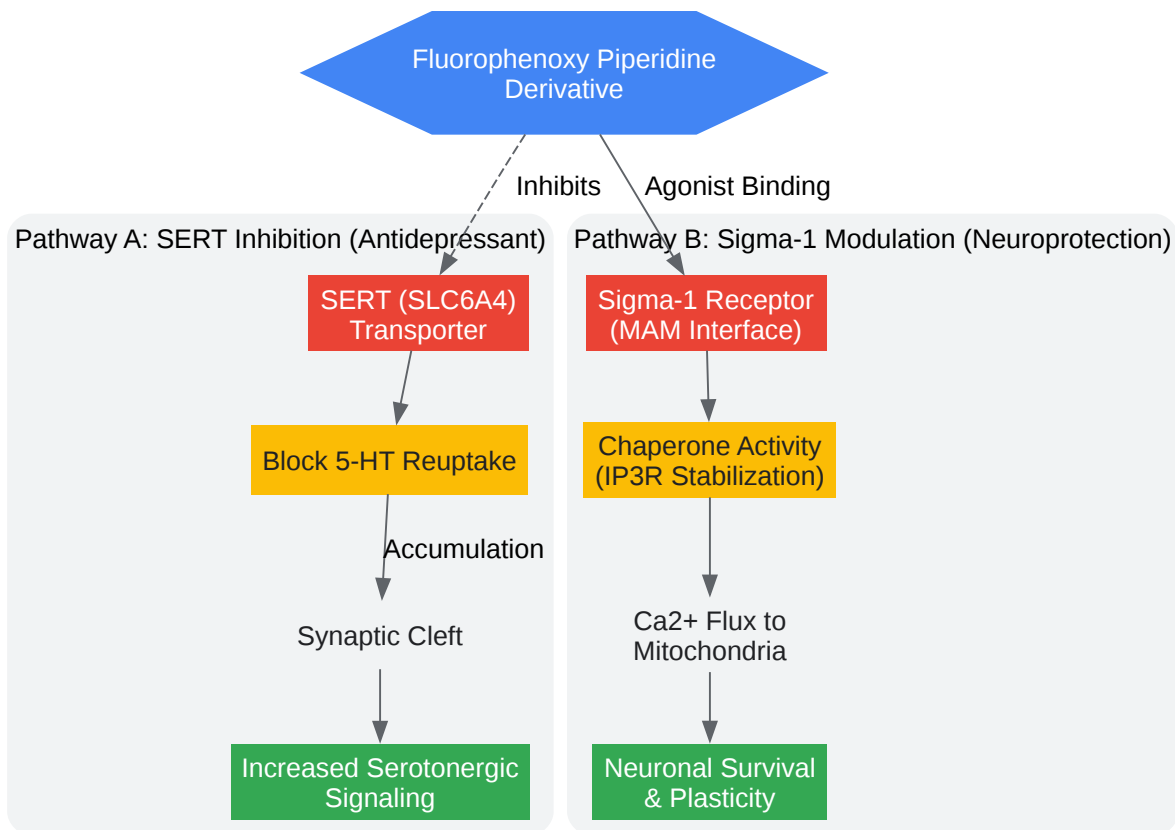 Fluorophenoxy Piperidine
Derivative
Inhibits
Agonist Binding
Pathway A: SERT Inhibition (Antidepressant)
SERT (SLC6A4)
Transporter
Block 5-HT Reuptake
Accumulation
Synaptic Cleft
Increased Serotonergic
Signaling
Pathway B: Sigma-1 Modulation (Neuroprotection)
Sigma-1 Receptor
(MAM Interface)
Chaperone Activity
(IP3R Stabilization)
Ca2+ Flux to
Mitochondria
Neuronal Survival
& Plasticity